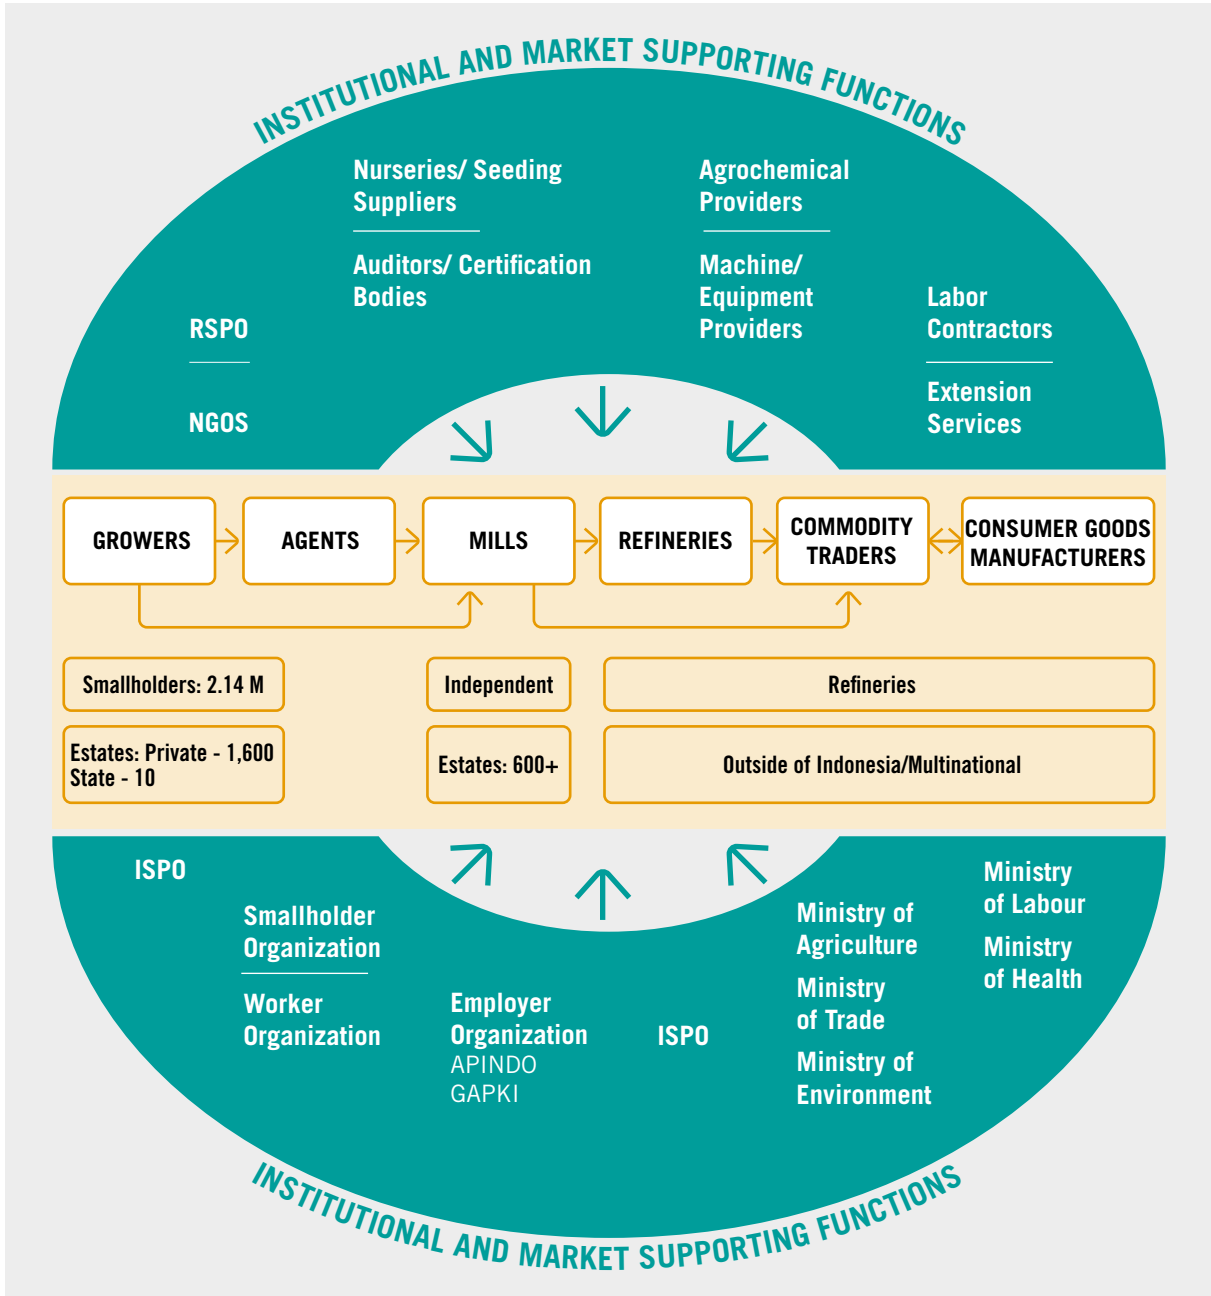 INSTITUTIONAL AND MARKET SUPPORTING FUNCTIONS
Nurseries/ Seeding
Suppliers
Auditors/ Certification
Bodies
Agrochemical
Providers
Machine/
Equipment
Providers
RSPO
NGOS
Labor
Contractors
Extension
Services
GROWERS
AGENTS
MILLS
REFINERIES
COMMODITY
TRADERS
CONSUMER GOODS
MANUFACTURERS
Smallholders: 2.14 M
Independent
Refineries
Estates: Private - 1,600
State - 10
Estates: 600+
Outside of Indonesia/Multinational
ISPO
Smallholder
Organization
Worker
Organization
Employer
Organization
APINDO
GAPKI
ISPO
Ministry of
Agriculture
Ministry
of Trade
Ministry of
Environment
Ministry
of Labour
Ministry
of Health
INSTITUTIONAL AND MARKET SUPPORTING FUNCTIONS